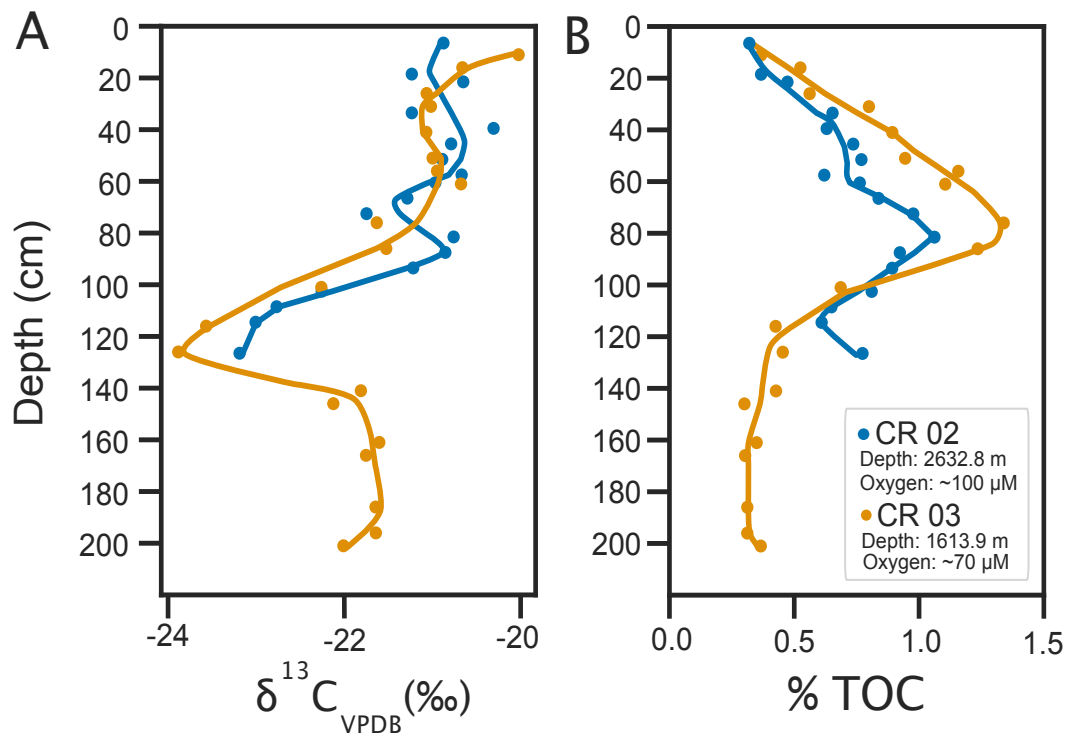 A
B
0
20
40
60
80
100
120
140
160
180
200
Depth (cm)
-24
-22
-20
δ¹³C_VPDB (‰)
0
20
40
60
80
100
120
140
160
180
200
0.0
0.5
1.0
1.5
% TOC
CR 02
Depth: 2632.8 m
Oxygen: ~100 µM
CR 03
Depth: 1613.9 m
Oxygen: ~70 µM